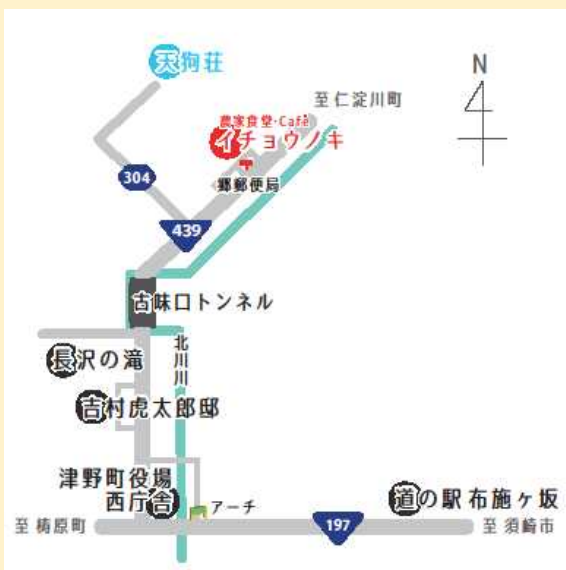 天狗荘
N
至仁淀川町
農家食堂・Café
イチョウノキ
郷郵便局
304
439
古味口トンネル
北川川
長沢の滝
吉村虎太郎邸
津野町役場
西庁舎
アーチ
道の駅布施ヶ坂
至梼原町
197
至須崎市